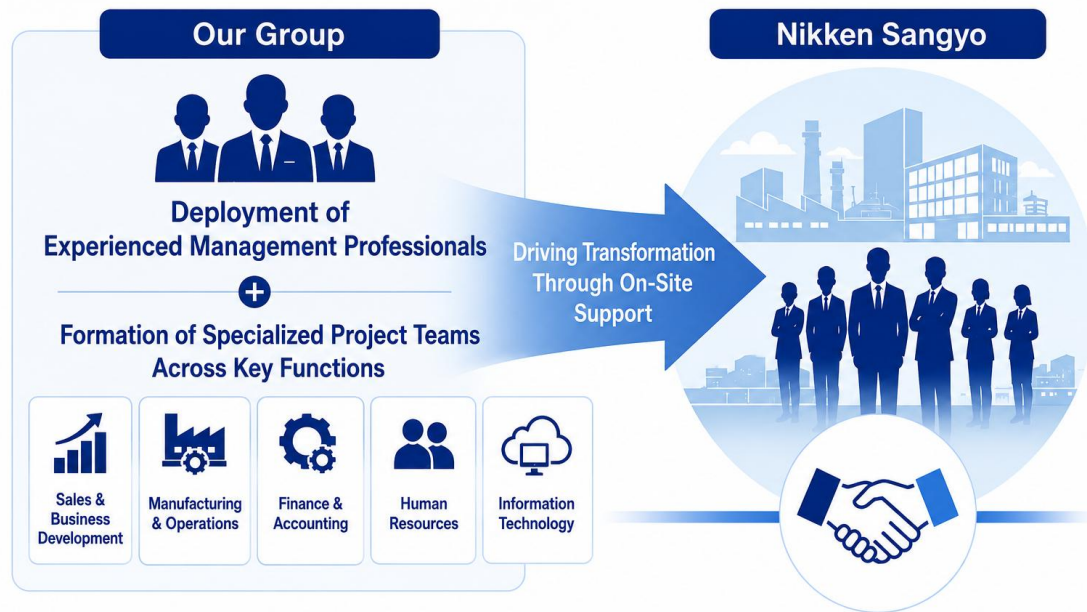 Our Group
Deployment of
Experienced Management Professionals
Formation of Specialized Project Teams
Across Key Functions
Sales &
Business
Development
Manufacturing
& Operations
Finance &
Accounting
Human
Resources
Information
Technology
Driving Transformation
Through On-Site
Support
Nikken Sangyo